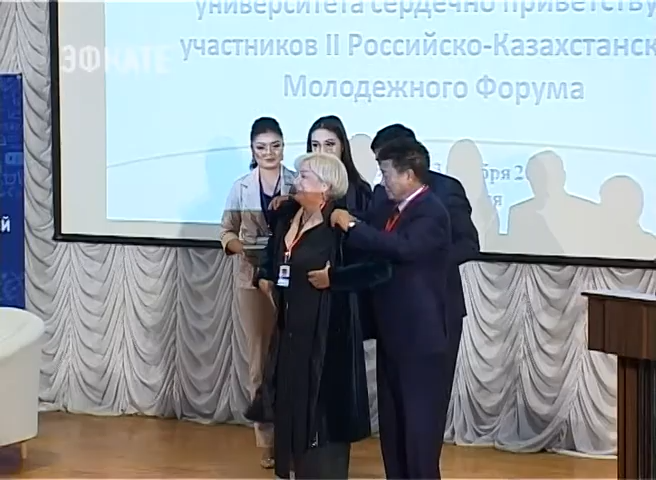 университета сердечно приветству
участников II Российско-Казахстанск
Молодежного Форума
ЭФКАТЕ